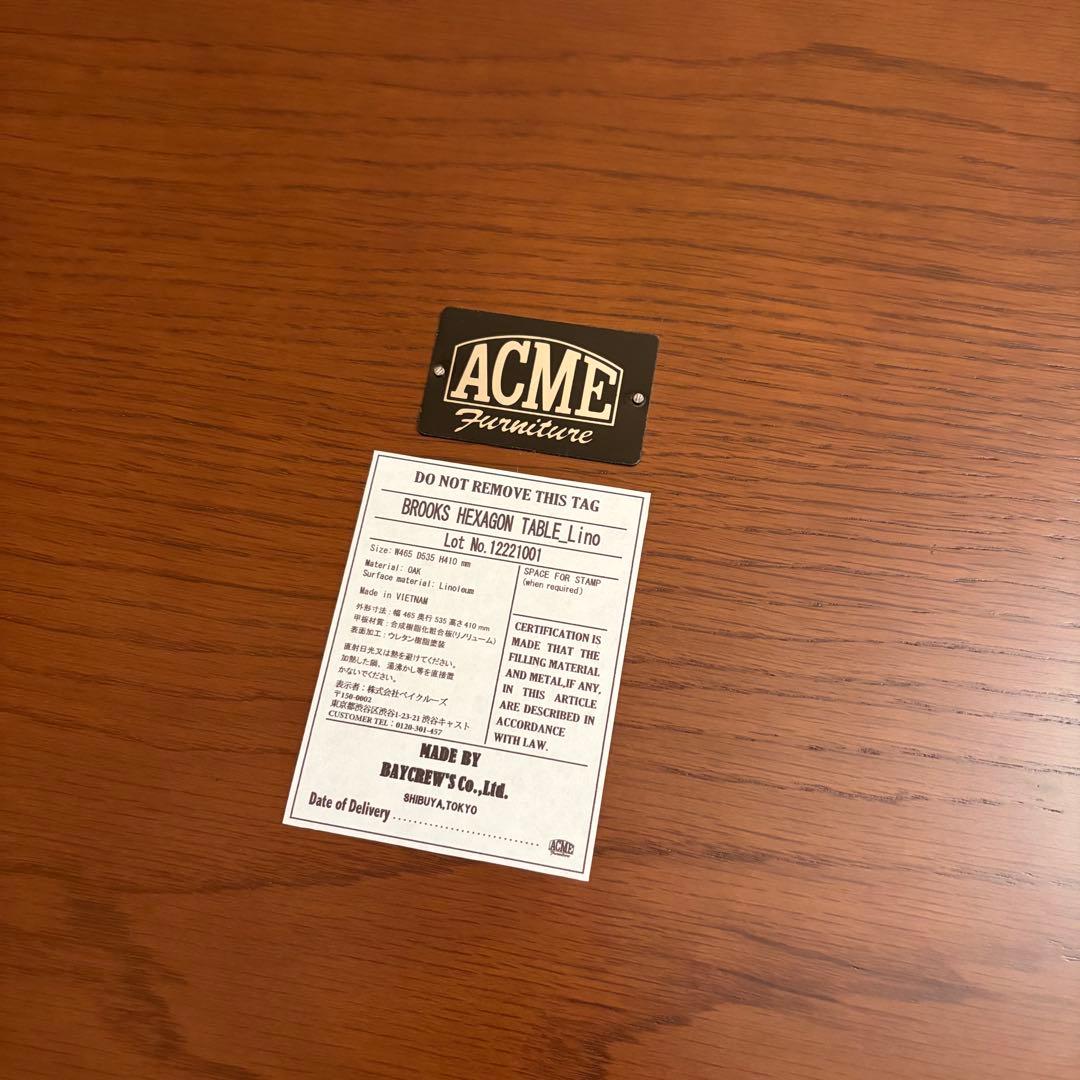 ACME
Furniture
DO NOT REMOVE THIS TAG
BROOKS HEXAGON TABLE_Lino
Lot No.12221001
Size: W465 D535 H410 mm
Material: OAK
Surface material: Linoleum
Made in VIETNAM
外形寸法：幅 465 奥行 535 高さ 410 mm
甲板材質：合成樹脂化粧合板(リノリューム)
表面加工：ウレタン樹脂塗装
直射日光又は熱を避けてください。
加熱した鍋、湯沸かし等を直接置
かないでください。
表示者：株式会社ベイクルーズ
〒150-0002
東京都渋谷区渋谷1-23-21 渋谷キャスト
CUSTOMER TEL：0120-301-457
SPACE FOR STAMP
(when required)
CERTIFICATION IS
MADE THAT THE
FILLING MATERIAL
AND METAL,IF ANY,
IN THIS ARTICLE
ARE DESCRIBED IN
ACCORDANCE
WITH LAW.
MADE BY
BAYCREW'S Co.,Ltd.
SHIBUYA,TOKYO
Date of Delivery
ACME
Furniture